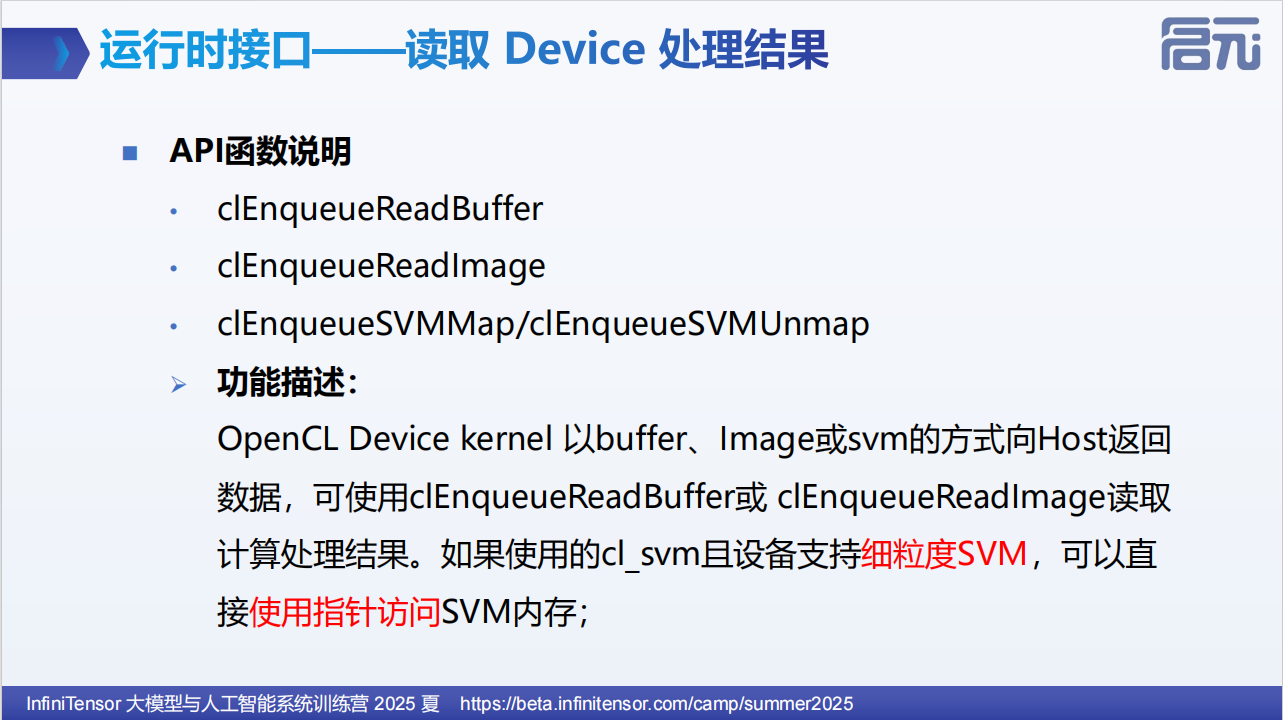 运行时接口——读取 Device 处理结果
启元
API函数说明
clEnqueueReadBuffer
clEnqueueReadImage
clEnqueueSVMMap/clEnqueueSVMUnmap
功能描述：
OpenCL Device kernel 以buffer、Image或svm的方式向Host返回
数据，可使用clEnqueueReadBuffer或 clEnqueueReadImage读取
计算处理结果。如果使用的cl_svm且设备支持细粒度SVM，可以直
接使用指针访问SVM内存；
InfiniTensor 大模型与人工智能系统训练营 2025 夏 https://beta.infinitensor.com/camp/summer2025